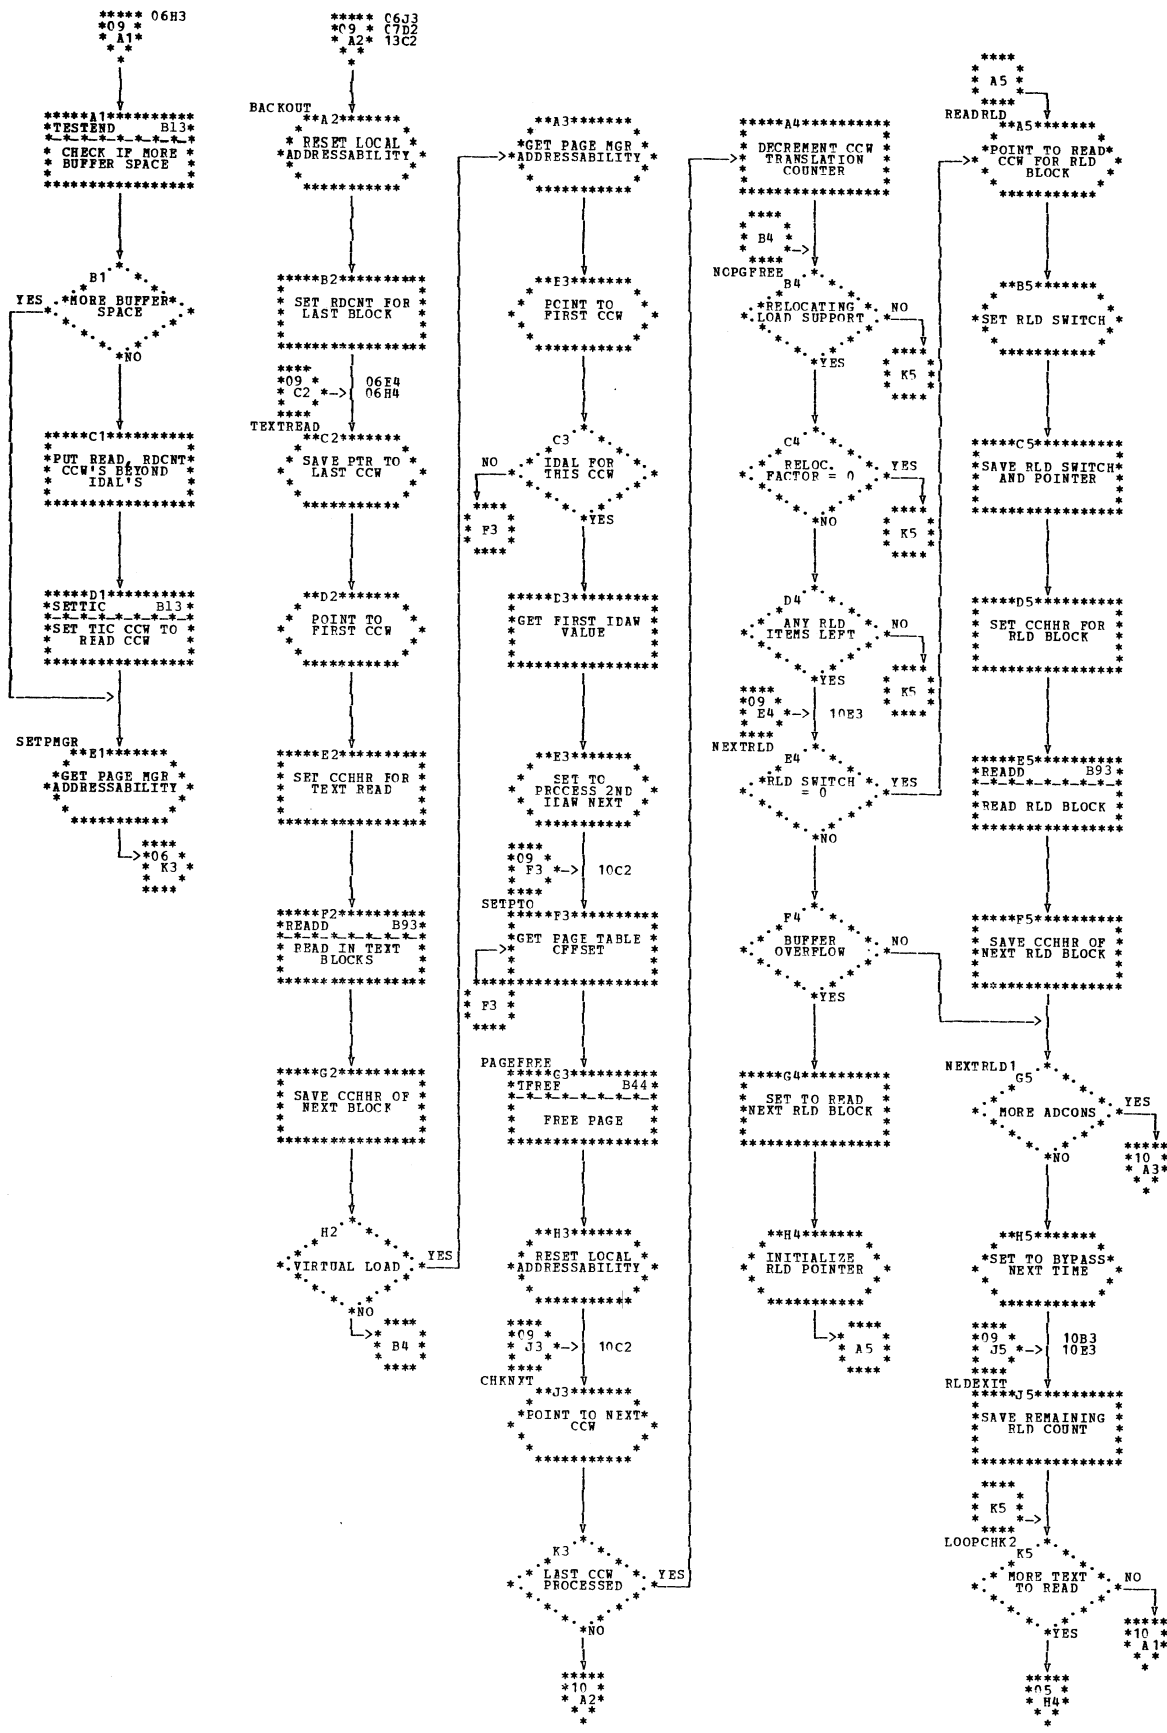 09 A1 06H3
A1
TESTEND B13
CHECK IF MORE
BUFFER SPACE
B1
MORE BUFFER
SPACE
YES
NO
C1
PUT READ, RDCNT
CCW'S BEYOND
IDAL'S
D1
SETTIC B13
SET TIC CCW TO
READ CCW
SETPMGR
E1
GET PAGE MGR
ADDRESSABILITY
06
K3
09 A2 06J3
C7D2
13C2
BACKOUT
A2
RESET LOCAL
ADDRESSABILITY
B2
SET RDCNT FOR
LAST BLOCK
09
C2
06E4
06H4
TEXTREAD
C2
SAVE PTR TO
LAST CCW
D2
POINT TO
FIRST CCW
E2
SET CCHHR FOR
TEXT READ
F2
READD B93
READ IN TEXT
BLOCKS
G2
SAVE CCHHR OF
NEXT BLOCK
H2
VIRTUAL LOAD
YES
NO
B4
A3
GET PAGE MGR
ADDRESSABILITY
B3
PCINT TO
FIRST CCW
C3
IDAL FOR
THIS CCW
NO
F3
YES
D3
GET FIRST IDAW
VALUE
E3
SET TO
PRCCESS 2ND
IDAW NEXT
09
F3
10C2
SETPTO
F3
GET PAGE TABLE
CFFSET
F3
PAGEFREE
G3
TFREE B44
FREE PAGE
H3
RESET LOCAL
ADDRESSABILITY
09
J3
10C2
CHKNXT
J3
POINT TO NEXT
CCW
K3
LAST CCW
PROCESSED
YES
NO
10
A2
A4
DECREMENT CCW
TRANSLATION
COUNTER
B4
NOPGFREE
B4
RELOCATING
LOAD SUPPORT
NO
K5
YES
C4
RELOC.
FACTOR = 0
YES
K5
NO
D4
ANY RLD
ITEMS LEFT
NO
K5
YES
09
E4
10E3
NEXTRLD
E4
RLD SWITCH
= 0
YES
NO
F4
BUFFER
OVERFLOW
NO
YES
G4
SET TO READ
NEXT RLD BLOCK
H4
INITIALIZE
RLD POINTER
A5
A5
READRLD
A5
POINT TO READ
CCW FOR RLD
BLOCK
B5
SET RLD SWITCH
C5
SAVE RLD SWITCH
AND POINTER
D5
SET CCHHR FOR
RLD BLOCK
E5
READD B93
READ RLD BLOCK
F5
SAVE CCHHR OF
NEXT RLD BLOCK
NEXTRLD1
G5
MORE ADCONS
YES
10
A3
NO
H5
SET TO BYPASS
NEXT TIME
09
J5
10B3
10E3
RLDEXIT
J5
SAVE REMAINING
RLD COUNT
K5
LOOPCHK2
K5
MORE TEXT
TO READ
NO
10
A1
YES
05
H4